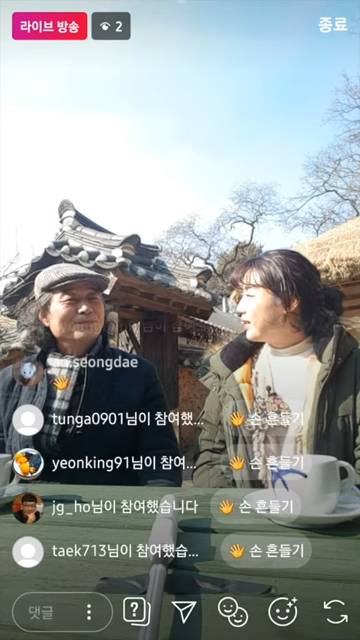 라이브 방송
2
종료
seongdae
tunga0901님이 참여했...
손 흔들기
yeonking91님이 참여...
손 흔들기
jg_ho님이 참여했습니다
손 흔들기
taek713님이 참여했습...
손 흔들기
댓글